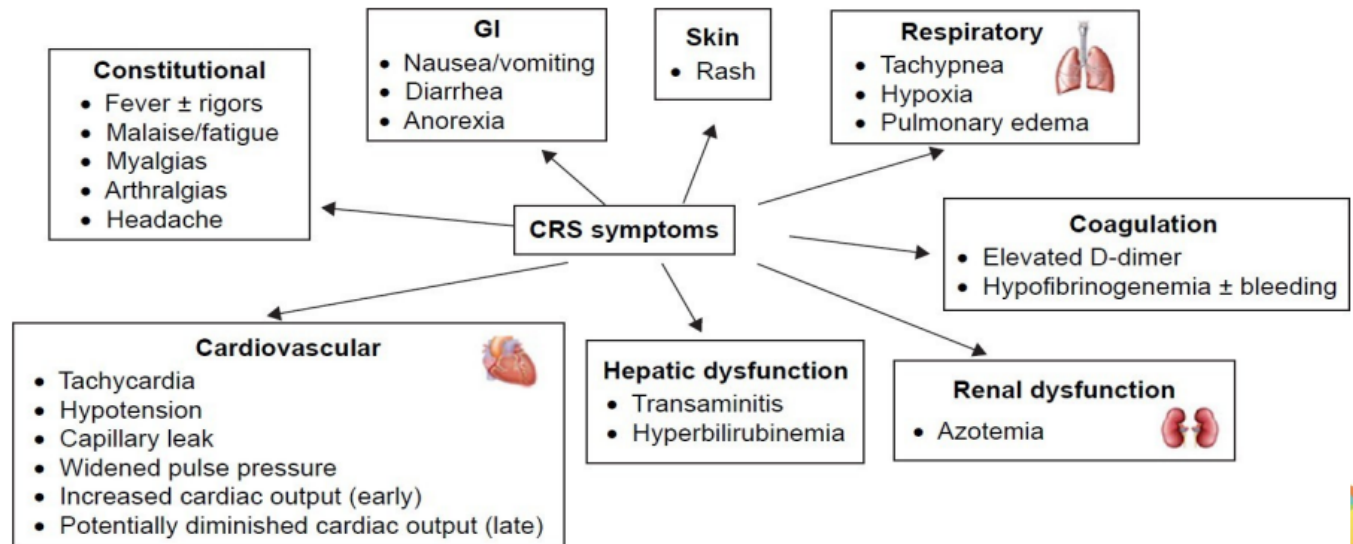 Constitutional
• Fever ± rigors
• Malaise/fatigue
• Myalgias
• Arthralgias
• Headache
GI
• Nausea/vomiting
• Diarrhea
• Anorexia
Skin
• Rash
Respiratory
• Tachypnea
• Hypoxia
• Pulmonary edema
CRS symptoms
Coagulation
• Elevated D-dimer
• Hypofibrinogenemia ± bleeding
Cardiovascular
• Tachycardia
• Hypotension
• Capillary leak
• Widened pulse pressure
• Increased cardiac output (early)
• Potentially diminished cardiac output (late)
Hepatic dysfunction
• Transaminitis
• Hyperbilirubinemia
Renal dysfunction
• Azotemia